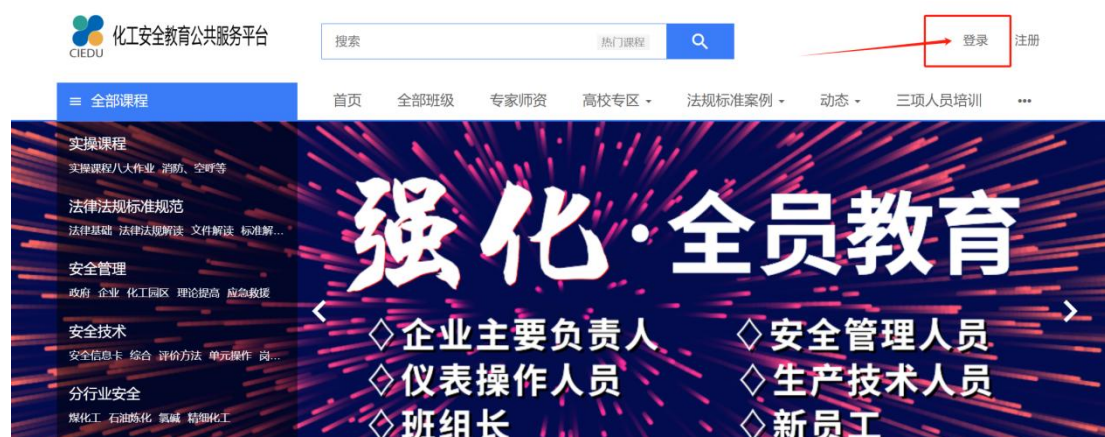 化工安全教育公共服务平台
CIEDU
搜索 热门课程
登录 注册
全部课程 首页 全部班级 专家师资 高校专区 法规标准案例 动态 三项人员培训 •••
实操课程
实操课程八大作业 消防、空呼等
法律法规标准规范
法律基础 法律法规解读 文件解读 标准解...
安全管理
政府 企业 化工园区 理论提高 应急救援
安全技术
安全信息卡 综合 评价方法 单元操作 岗...
分行业安全
煤化工 石油炼化 氯碱 精细化工
强化·全员教育
◇企业主要负责人 ◇安全管理人员
◇仪表操作人员 ◇生产技术人员
◇班组长 ◇新员工